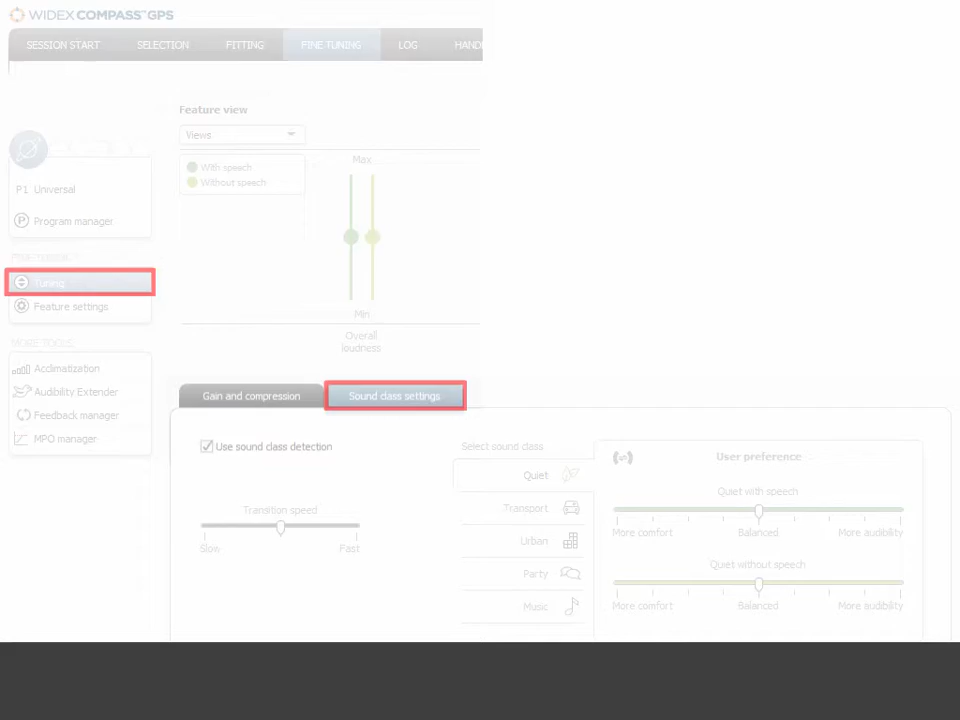 WIDEX COMPASS™ GPS
SESSION START SELECTION FITTING FINE TUNING LOG HAND
Feature view
Views
With speech
Without speech
Max
Min
Overall
loudness
P1 Universal
Program manager
FINE TUNING
Tuning
Feature settings
MORE TOOLS
Acclimatization
Audibility Extender
Feedback manager
MPO manager
Gain and compression Sound class settings
Use sound class detection
Transition speed
Slow Fast
Select sound class
Quiet
Transport
Urban
Party
Music
User preference
Quiet with speech
More comfort Balanced More audibility
Quiet without speech
More comfort Balanced More audibility